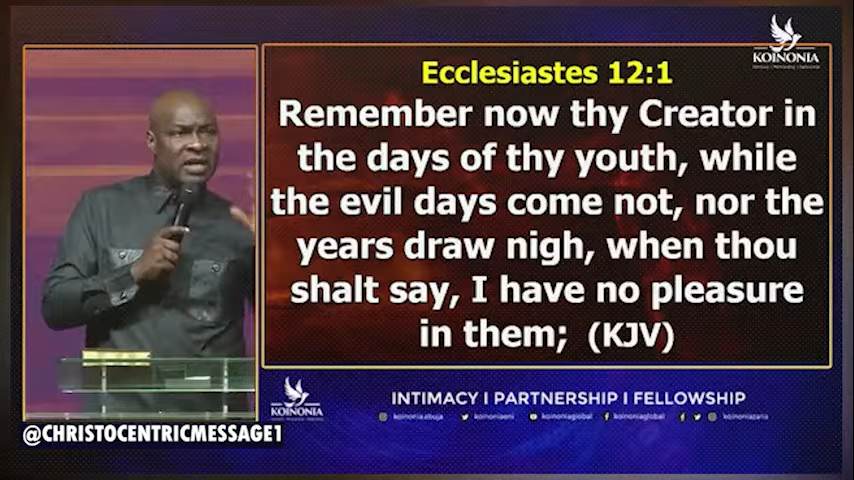 KOINONIA
Ecclesiastes 12:1
Remember now thy Creator in
the days of thy youth, while
the evil days come not, nor the
years draw nigh, when thou
shalt say, I have no pleasure
in them; (KJV)
KOINONIA
INTIMACY I PARTNERSHIP I FELLOWSHIP
koinonia.abuja koinoniaeni koinoniaglobal koinoniaglobal koinoniazaria
@CHRISTOCENTRICMESSAGE1